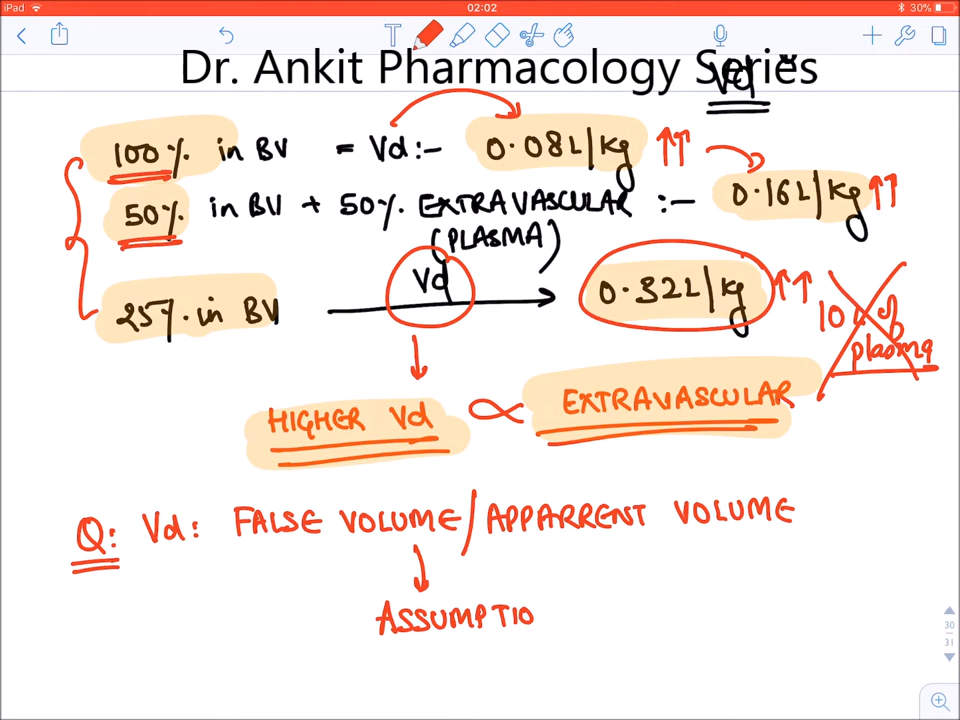 iPad 02:02 30%
T
Dr. Ankit Pharmacology Series
Vd
100% in BV = Vd:- 0.08L/kg ↑↑
50% in BV + 50% EXTRAVASCULAR :- 0.16L/kg ↑↑
(PLASMA)
25% in BV Vd → 0.32L/kg ↑↑
10 L of
plasma
HIGHER Vd ∝ EXTRAVASCULAR
Q: Vd: FALSE VOLUME/APPARRENT VOLUME
ASSUMPTIO
30
31